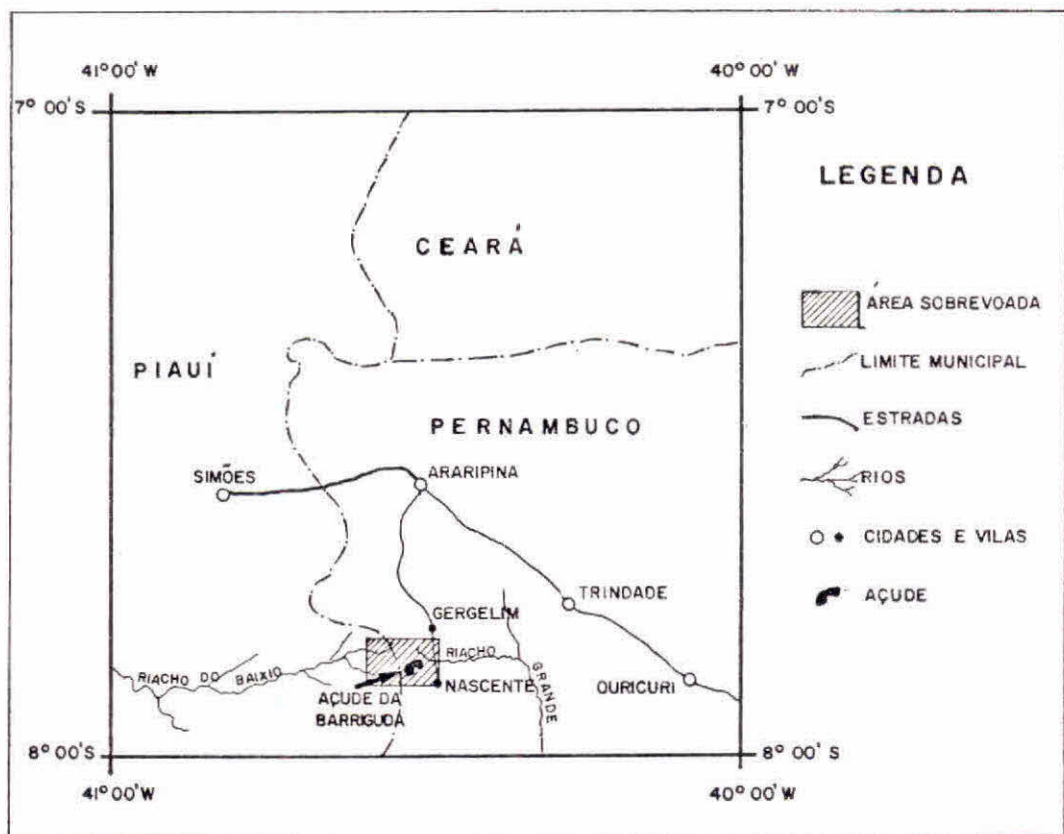 41° 00' W
40° 00' W
7° 00' S
7° 00' S
LEGENDA
CEARÁ
ÁREA SOBREVOADA
PIAUÍ
LIMITE MUNICIPAL
PERNAMBUCO
ESTRADAS
SIMÕES
ARARIPINA
RIOS
CIDADES E VILAS
TRINDADE
AÇUDE
GERGELIM
RIACHO
RIACHO DO BAIXIO
GRANDE
NASCENTE
OURICURI
AÇUDE DA
BARRIGUDA
8° 00' S
8° 00' S
41° 00' W
40° 00' W